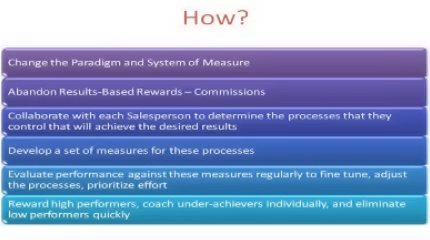 How?
Change the Paradigm and System of Measure
Abandon Results-Based Rewards – Commissions
Collaborate with each Salesperson to determine the processes that they
control that will achieve the desired results
Develop a set of measures for these processes
Evaluate performance against these measures regularly to fine tune, adjust
the processes, prioritize effort
Reward high performers, coach under-achievers individually, and eliminate
low performers quickly